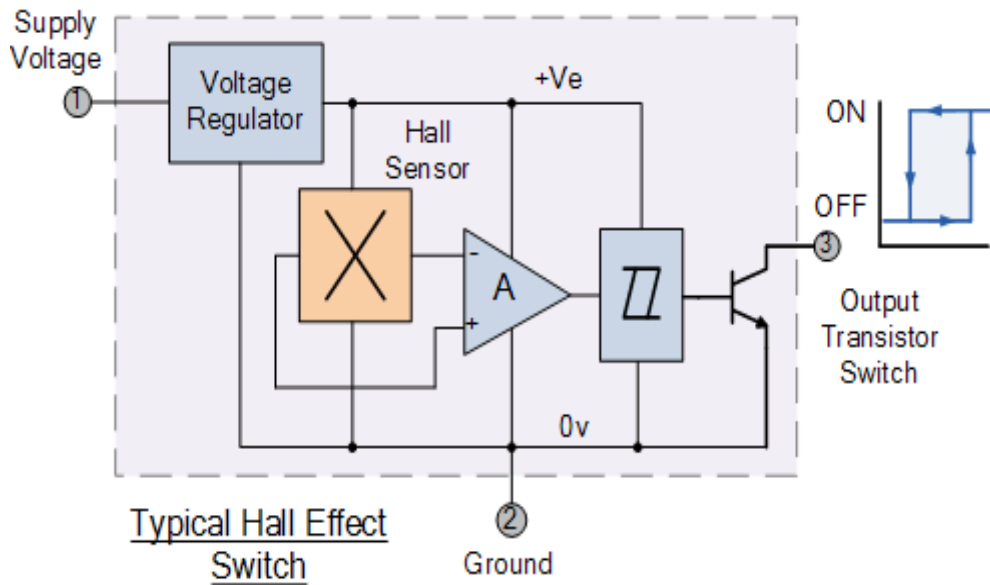 Supply
Voltage
1
Voltage
Regulator
+Ve
Hall
Sensor
-
A
+
0v
ON
OFF
3
Output
Transistor
Switch
2
Ground
Typical Hall Effect
Switch